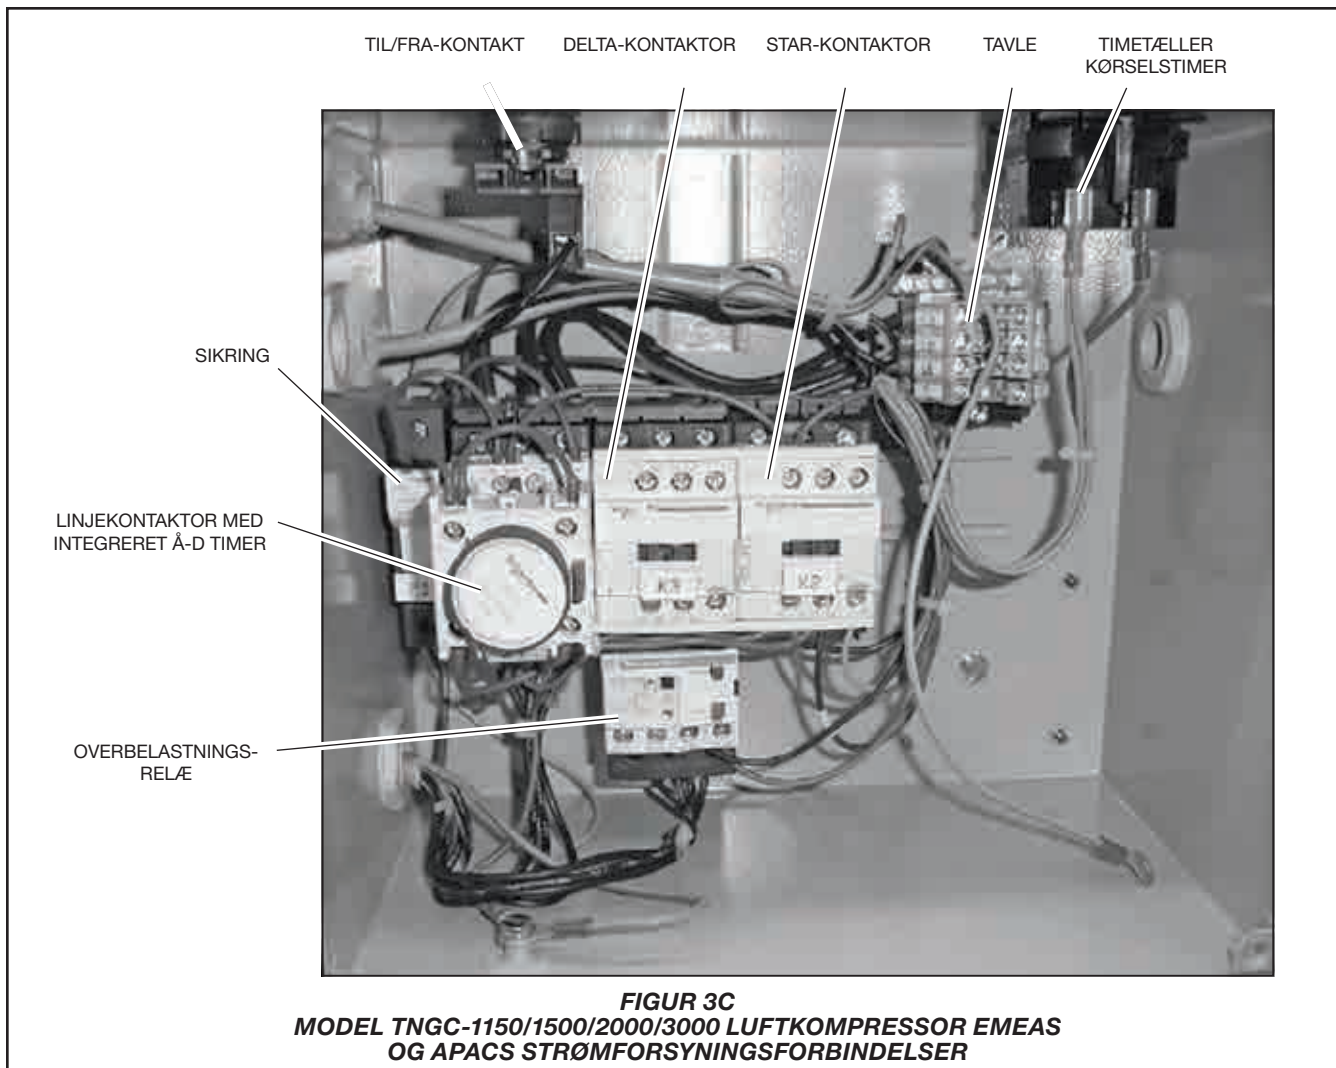 TIL/FRA-KONTAKT
DELTA-KONTAKTOR
STAR-KONTAKTOR
TAVLE
TIMETÆLLER
KØRSELSTIMER
SIKRING
LINJEKONTAKTOR MED
INTEGRERET Å-D TIMER
OVERBELASTNINGS-
RELÆ
K2
FIGUR 3C
MODEL TNGC-1150/1500/2000/3000 LUFTKOMPRESSOR EMEAS
OG APACS STRØMFORSYNINGSFORBINDELSER